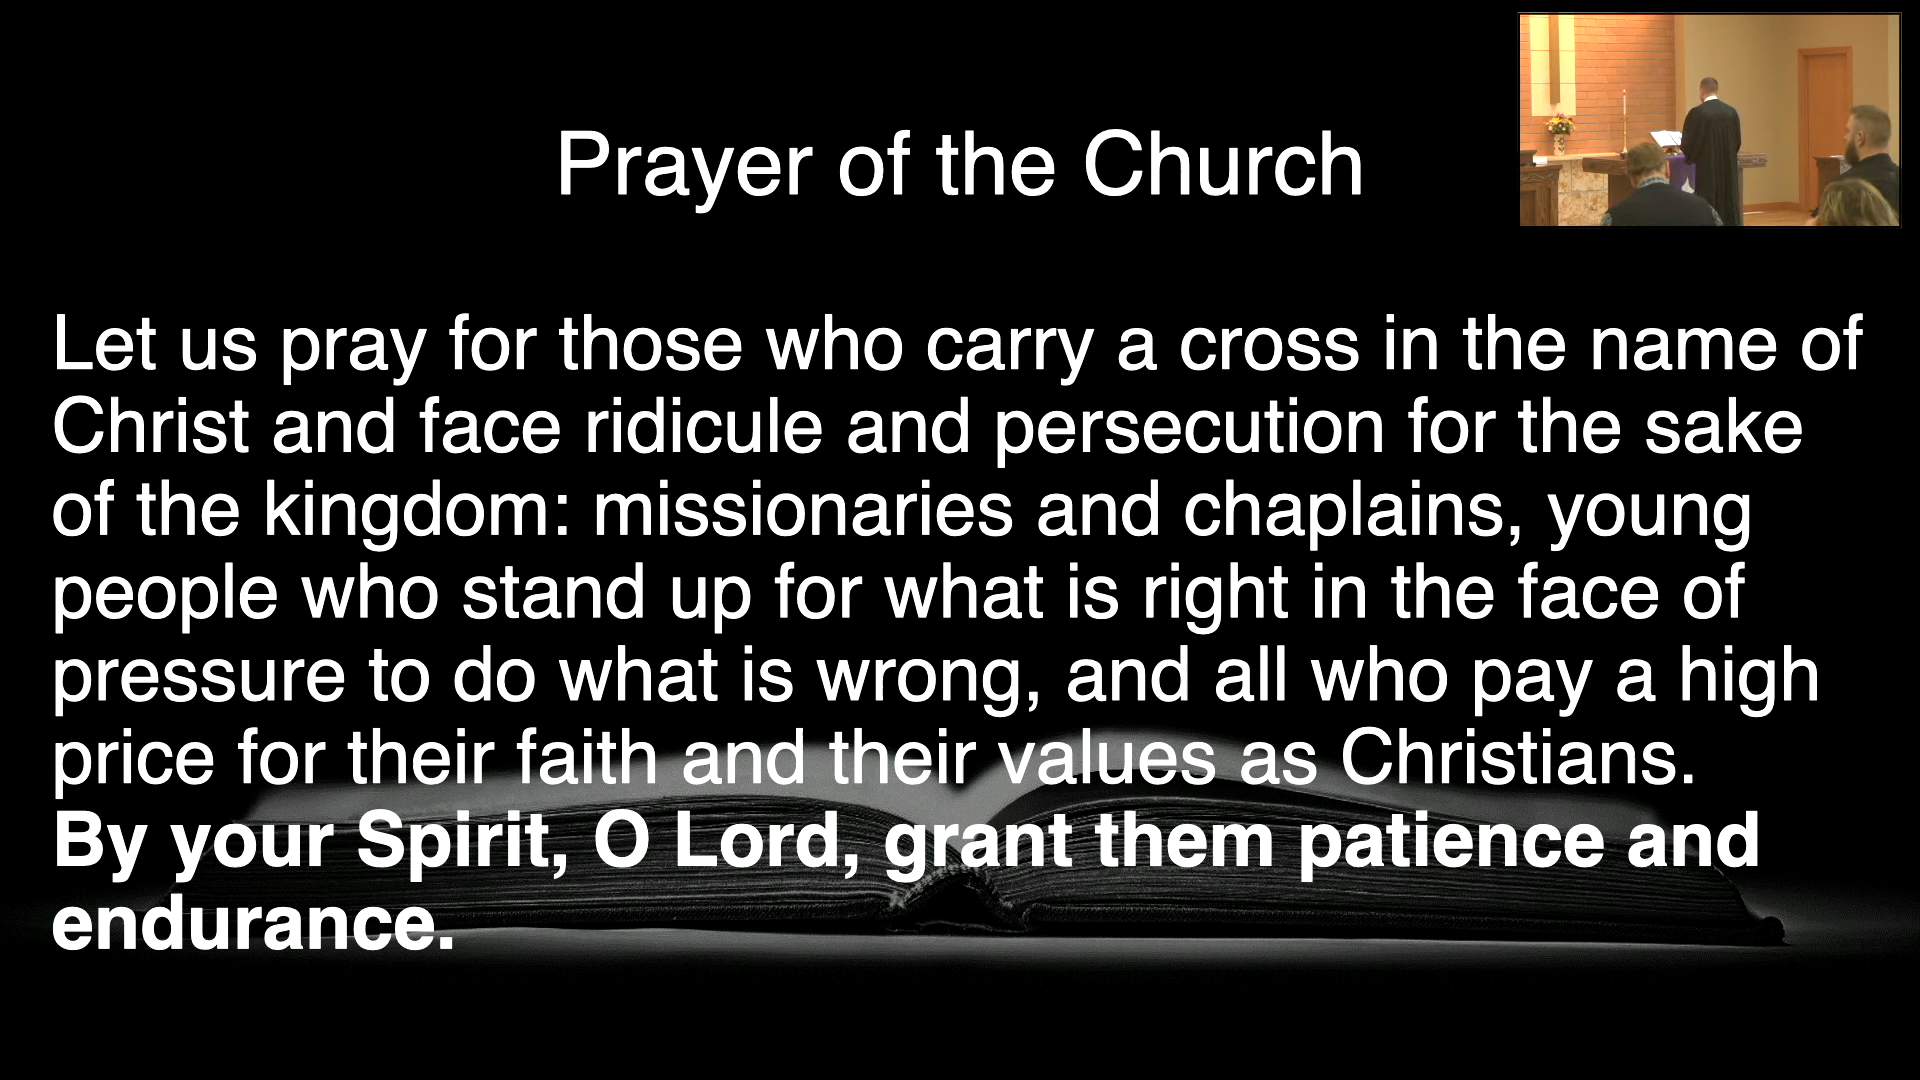 Prayer of the Church
Let us pray for those who carry a cross in the name of
Christ and face ridicule and persecution for the sake
of the kingdom: missionaries and chaplains, young
people who stand up for what is right in the face of
pressure to do what is wrong, and all who pay a high
price for their faith and their values as Christians.
By your Spirit, O Lord, grant them patience and
endurance.